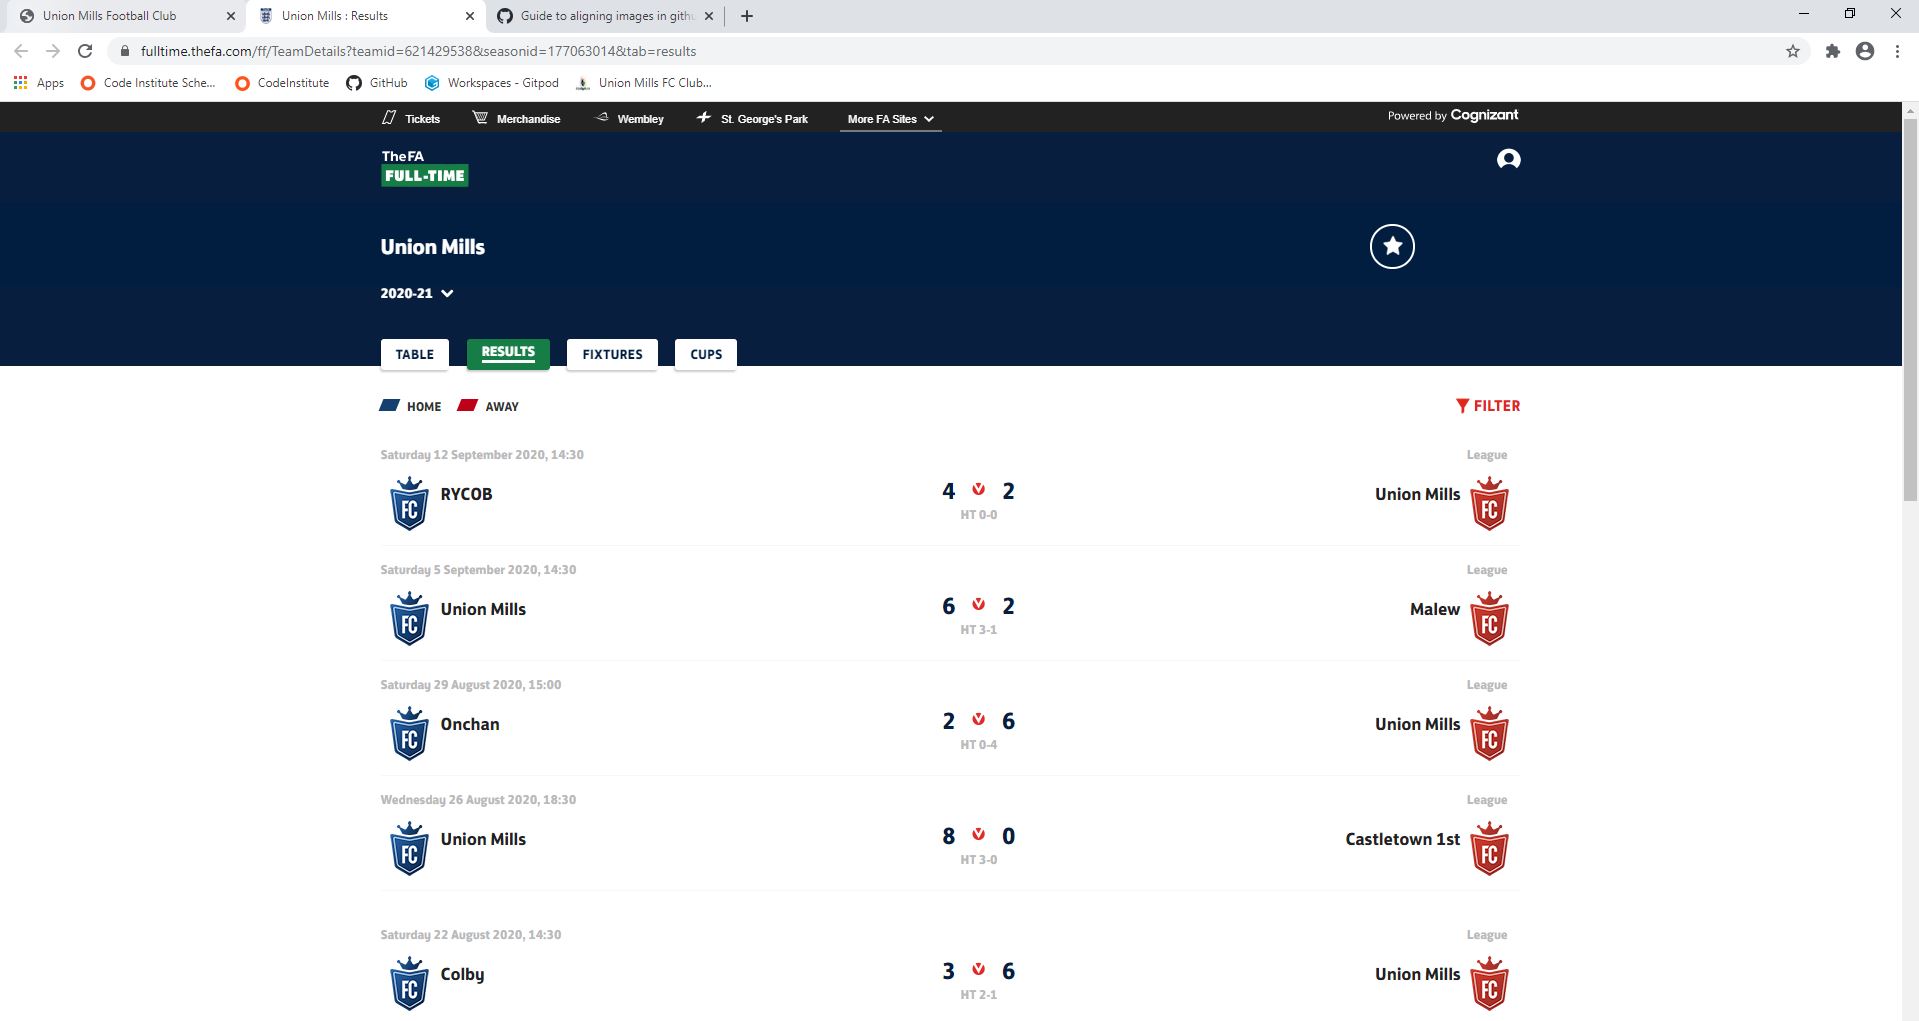 Union Mills Football Club
Union Mills : Results
Guide to aligning images in gith
fulltime.thefa.com/ff/TeamDetails?teamid=621429538&seasonid=177063014&tab=results
Apps
Code Institute Sche...
CodeInstitute
GitHub
Workspaces - Gitpod
Union Mills FC Club...
Tickets
Merchandise
Wembley
St. George's Park
More FA Sites
Powered by Cognizant
The FA
FULL-TIME
Union Mills
2020-21
TABLE
RESULTS
FIXTURES
CUPS
HOME
AWAY
FILTER
Saturday 12 September 2020, 14:30
League
FC
RYCOB
4 V 2
Union Mills
FC
HT 0-0
Saturday 5 September 2020, 14:30
League
FC
Union Mills
6 V 2
Malew
FC
HT 3-1
Saturday 29 August 2020, 15:00
League
FC
Onchan
2 V 6
Union Mills
FC
HT 0-4
Wednesday 26 August 2020, 18:30
League
FC
Union Mills
8 V 0
Castletown 1st
FC
HT 3-0
Saturday 22 August 2020, 14:30
League
FC
Colby
3 V 6
Union Mills
FC
HT 2-1